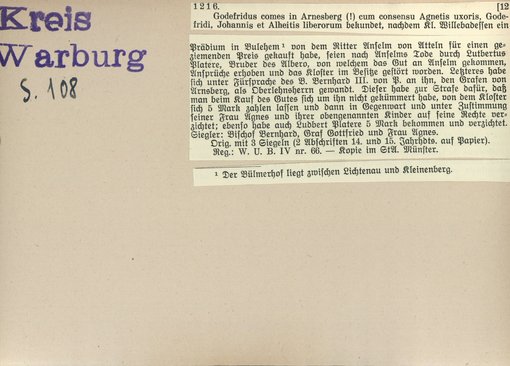 Kreis
Warburg
S. 108
1216. [12
Godefridus comes in Arnesberg (!) cum consensu Agnetis uxoris, Gode-
fridi, Johannis et Alheitis liberorum bekundet, nachdem Kl. Willebadessen ein
Prädium in Bulehem¹ von dem Ritter Anselm von Atteln für einen ge-
ziemenden Preis gekauft habe, seien nach Anselms Tode durch Lutbertus
Platere, Bruder des Albero, von welchem das Gut an Anselm gekommen,
Ansprüche erhoben und das Kloster im Besitze gestört worden. Letzteres habe
sich unter Fürsprache des B. Bernhard III. von P. an ihn, den Grafen von
Arnsberg, als Oberlehnsherrn gewandt. Dieser habe zur Strafe dafür, daß
man beim Kauf des Gutes sich um ihn nicht gekümmert habe, von dem Kloster
sich 5 Mark zahlen lassen und dann in Gegenwart und unter Zustimmung
seiner Frau Agnes und ihrer obengenannten Kinder auf seine Rechte ver-
zichtet; ebenso habe auch Ludbert Platere 5 Mark bekommen und verzichtet.
Siegler: Bischof Bernhard, Graf Gottfried und Frau Agnes.
Orig. mit 3 Siegeln (2 Abschriften 14. und 15. Jahrhdts. auf Papier).
Reg.: W. U. B. IV nr. 66. — Kopie im StA. Münster.
¹ Der Bülmerhof liegt zwischen Lichtenau und Kleinenberg.